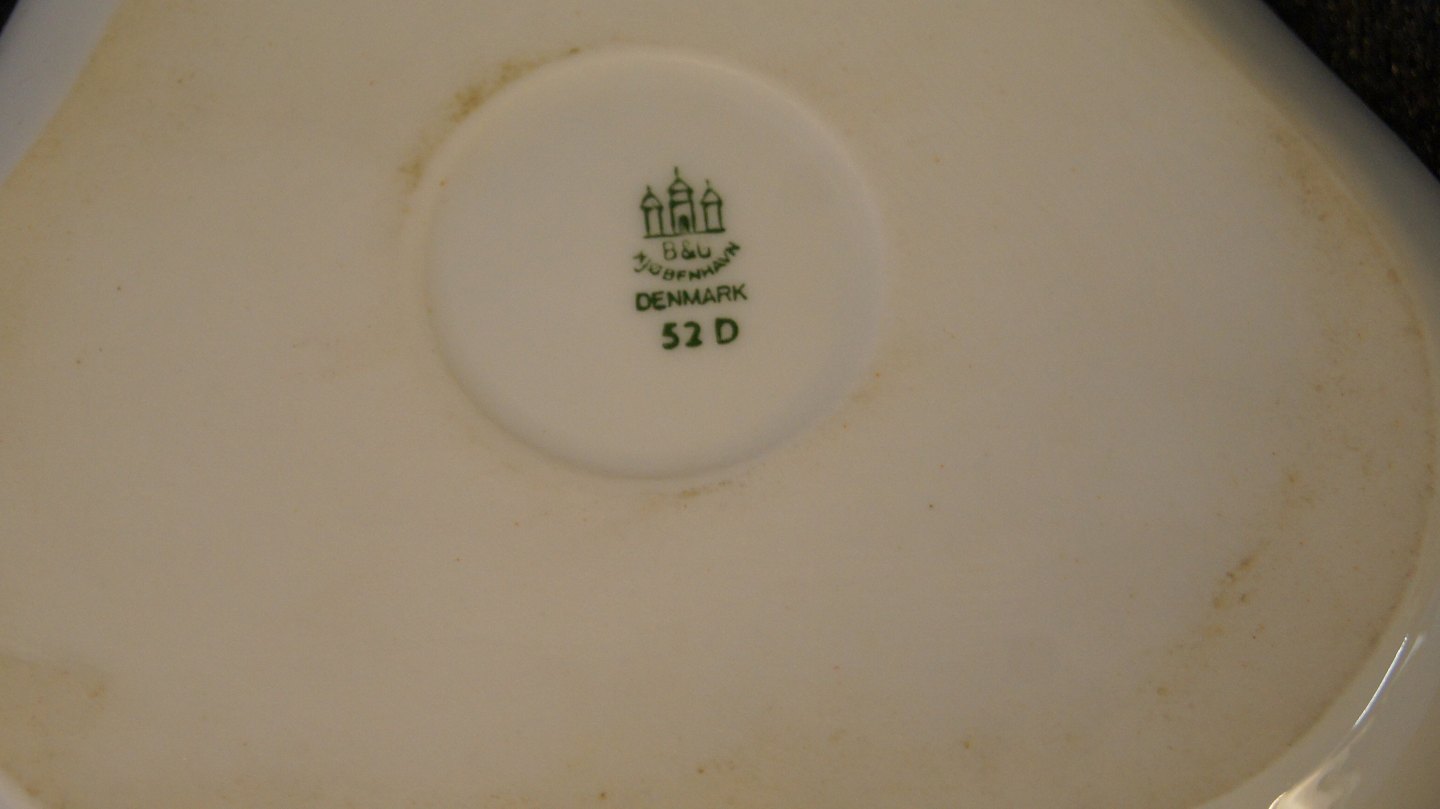 B&G
KJØBENHAVN
DENMARK
52 D